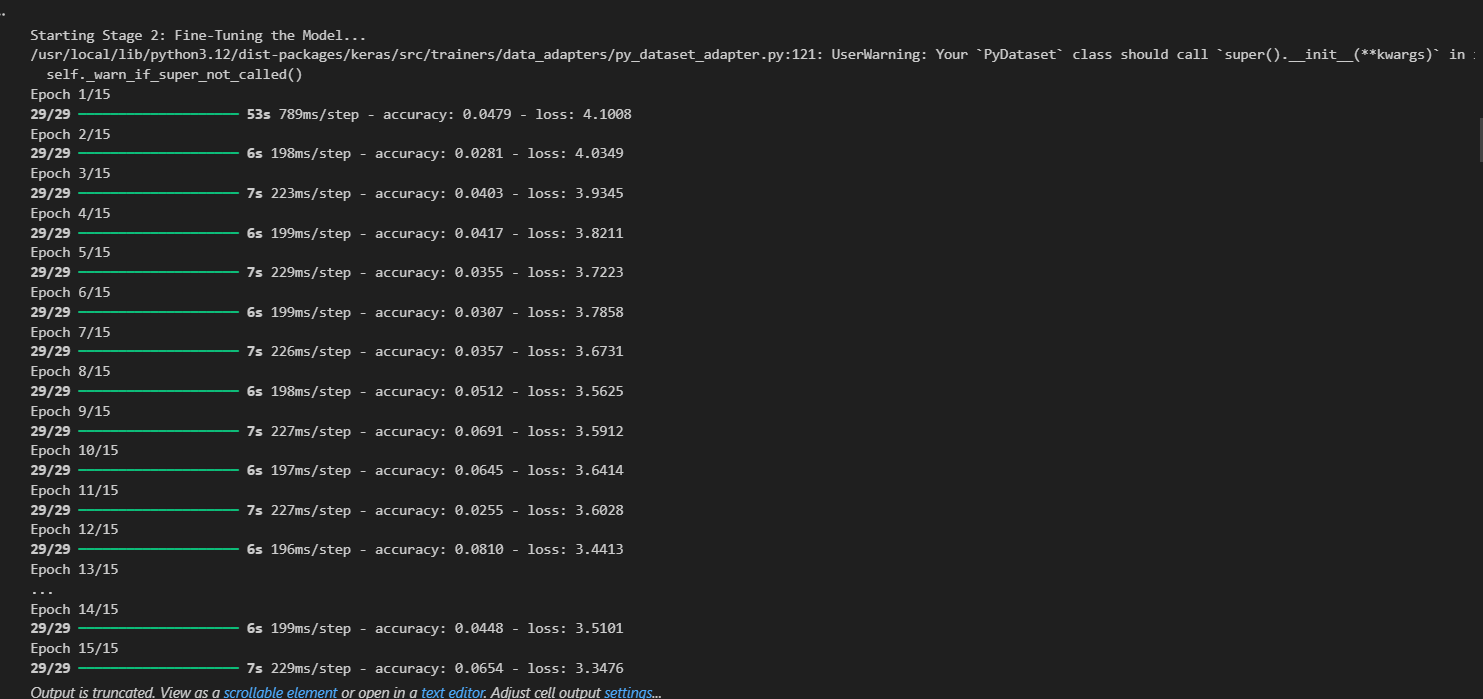 Starting Stage 2: Fine-Tuning the Model...
/usr/local/lib/python3.12/dist-packages/keras/src/trainers/data_adapters/py_dataset_adapter.py:121: UserWarning: Your `PyDataset` class should call `super().__init__(**kwargs)` in
self._warn_if_super_not_called()
Epoch 1/15
29/29 53s 789ms/step - accuracy: 0.0479 - loss: 4.1008
Epoch 2/15
29/29 6s 198ms/step - accuracy: 0.0281 - loss: 4.0349
Epoch 3/15
29/29 7s 223ms/step - accuracy: 0.0403 - loss: 3.9345
Epoch 4/15
29/29 6s 199ms/step - accuracy: 0.0417 - loss: 3.8211
Epoch 5/15
29/29 7s 229ms/step - accuracy: 0.0355 - loss: 3.7223
Epoch 6/15
29/29 6s 199ms/step - accuracy: 0.0307 - loss: 3.7858
Epoch 7/15
29/29 7s 226ms/step - accuracy: 0.0357 - loss: 3.6731
Epoch 8/15
29/29 6s 198ms/step - accuracy: 0.0512 - loss: 3.5625
Epoch 9/15
29/29 7s 227ms/step - accuracy: 0.0691 - loss: 3.5912
Epoch 10/15
29/29 6s 197ms/step - accuracy: 0.0645 - loss: 3.6414
Epoch 11/15
29/29 7s 227ms/step - accuracy: 0.0255 - loss: 3.6028
Epoch 12/15
29/29 6s 196ms/step - accuracy: 0.0810 - loss: 3.4413
Epoch 13/15
...
Epoch 14/15
29/29 6s 199ms/step - accuracy: 0.0448 - loss: 3.5101
Epoch 15/15
29/29 7s 229ms/step - accuracy: 0.0654 - loss: 3.3476
Output is truncated. View as a scrollable element or open in a text editor. Adjust cell output settings...